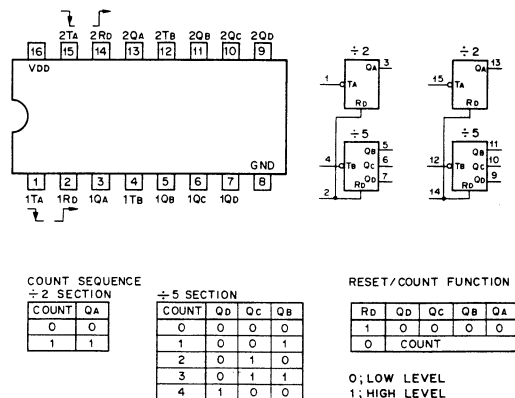 2TA 2RD 2QA 2TB 2QB 2QC 2QD
16 15 14 13 12 11 10 9
VDD
GND
1 2 3 4 5 6 7 8
1TA 1RD 1QA 1TB 1QB 1QC 1QD
÷2 ÷2
QA 3 QA 13
1 TA 15 TA
RD RD
÷5 ÷5
QB 5 QB 11
4 TB QC 6 12 TB QC 10
QD 7 QD 9
2 RD 14 RD
COUNT SEQUENCE
÷2 SECTION
COUNT QA
0 0
1 1
÷5 SECTION
COUNT QD QC QB
0 0 0 0
1 0 0 1
2 0 1 0
3 0 1 1
4 1 0 0
RESET/COUNT FUNCTION
RD QD QC QB QA
1 0 0 0 0
0 COUNT
0; LOW LEVEL
1; HIGH LEVEL